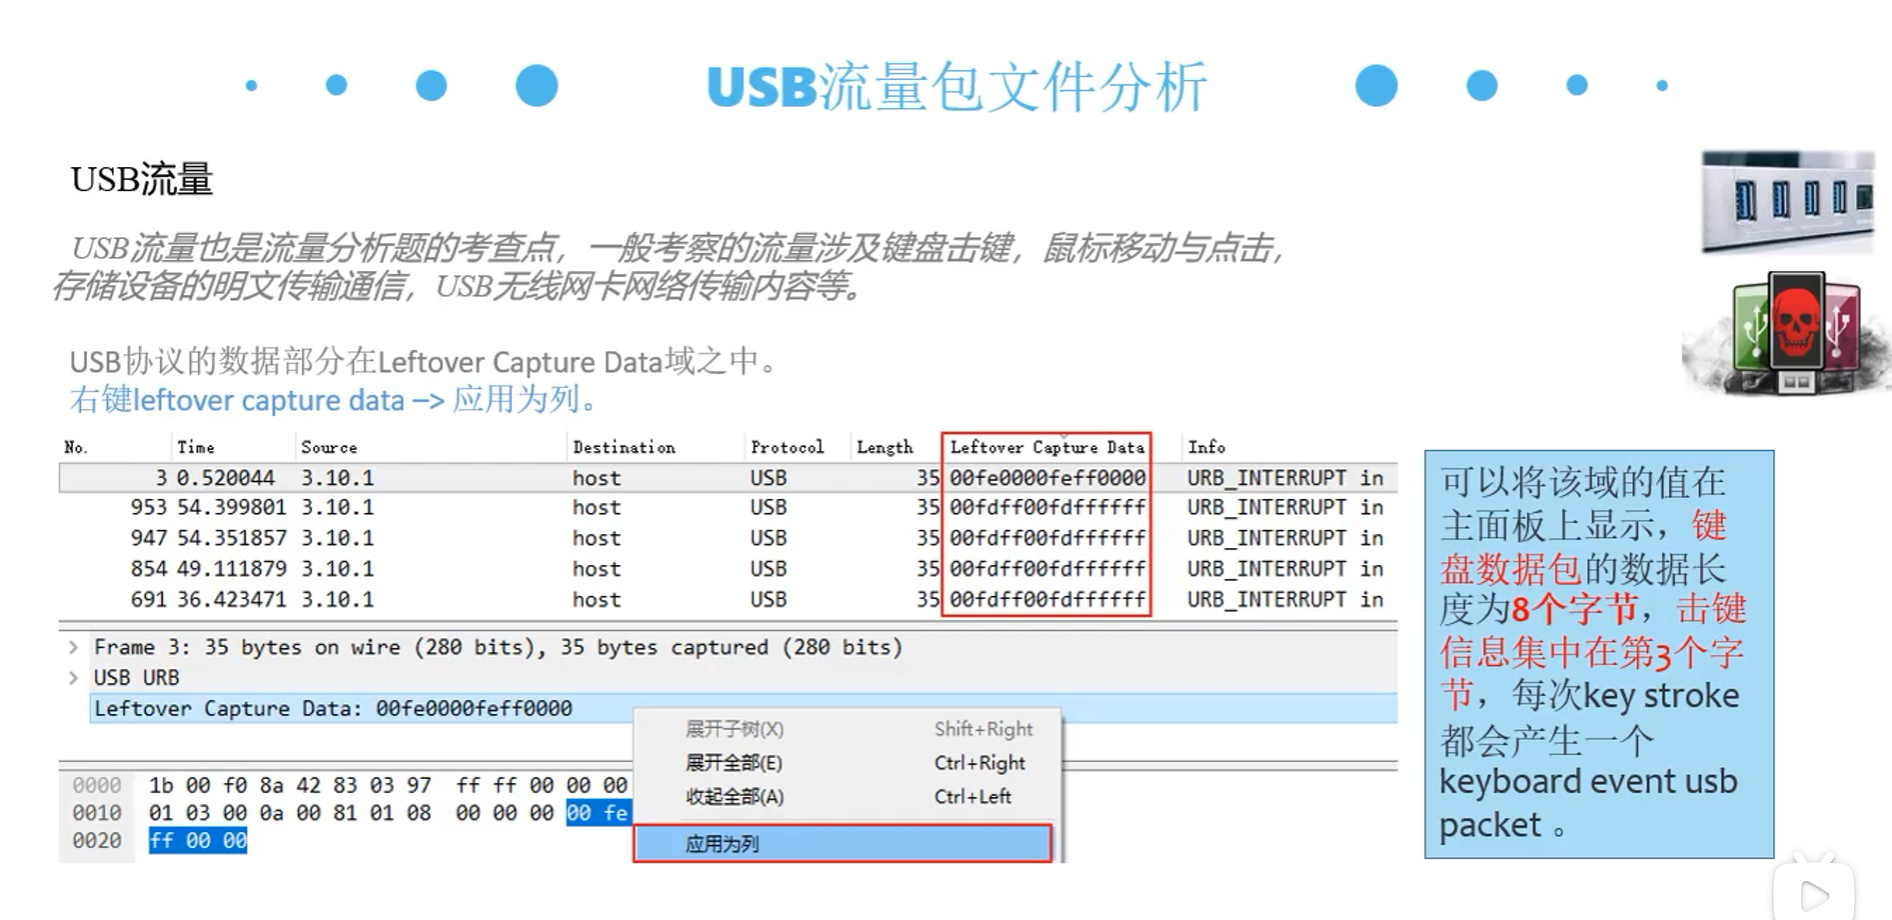 USB流量包文件分析
USB流量
USB流量也是流量分析题的考查点，一般考察的流量涉及键盘击键，鼠标移动与点击，
存储设备的明文传输通信，USB无线网卡网络传输内容等。
USB协议的数据部分在Leftover Capture Data域之中。
右键leftover capture data –> 应用为列。
No. Time Source Destination Protocol Length Leftover Capture Data Info
3 0.520044 3.10.1 host USB 35 00fe0000feff0000 URB_INTERRUPT in
953 54.399801 3.10.1 host USB 35 00fdff00fdffffff URB_INTERRUPT in
947 54.351857 3.10.1 host USB 35 00fdff00fdffffff URB_INTERRUPT in
854 49.111879 3.10.1 host USB 35 00fdff00fdffffff URB_INTERRUPT in
691 36.423471 3.10.1 host USB 35 00fdff00fdffffff URB_INTERRUPT in
Frame 3: 35 bytes on wire (280 bits), 35 bytes captured (280 bits)
USB URB
Leftover Capture Data: 00fe0000feff0000
展开子树(X) Shift+Right
展开全部(E) Ctrl+Right
收起全部(A) Ctrl+Left
应用为列
0000 1b 00 f0 8a 42 83 03 97 ff ff 00 00 00
0010 01 03 00 0a 00 81 01 08 00 00 00 00 fe
0020 ff 00 00
可以将该域的值在
主面板上显示，键
盘数据包的数据长
度为8个字节，击键
信息集中在第3个字
节，每次key stroke
都会产生一个
keyboard event usb
packet 。